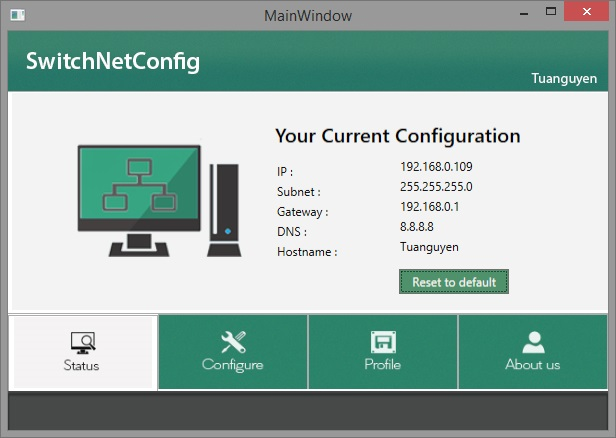 MainWindow
SwitchNetConfig
Tuanguyen
Your Current Configuration
IP : 192.168.0.109
Subnet : 255.255.255.0
Gateway : 192.168.0.1
DNS : 8.8.8.8
Hostname : Tuanguyen
Reset to default
Status Configure Profile About us